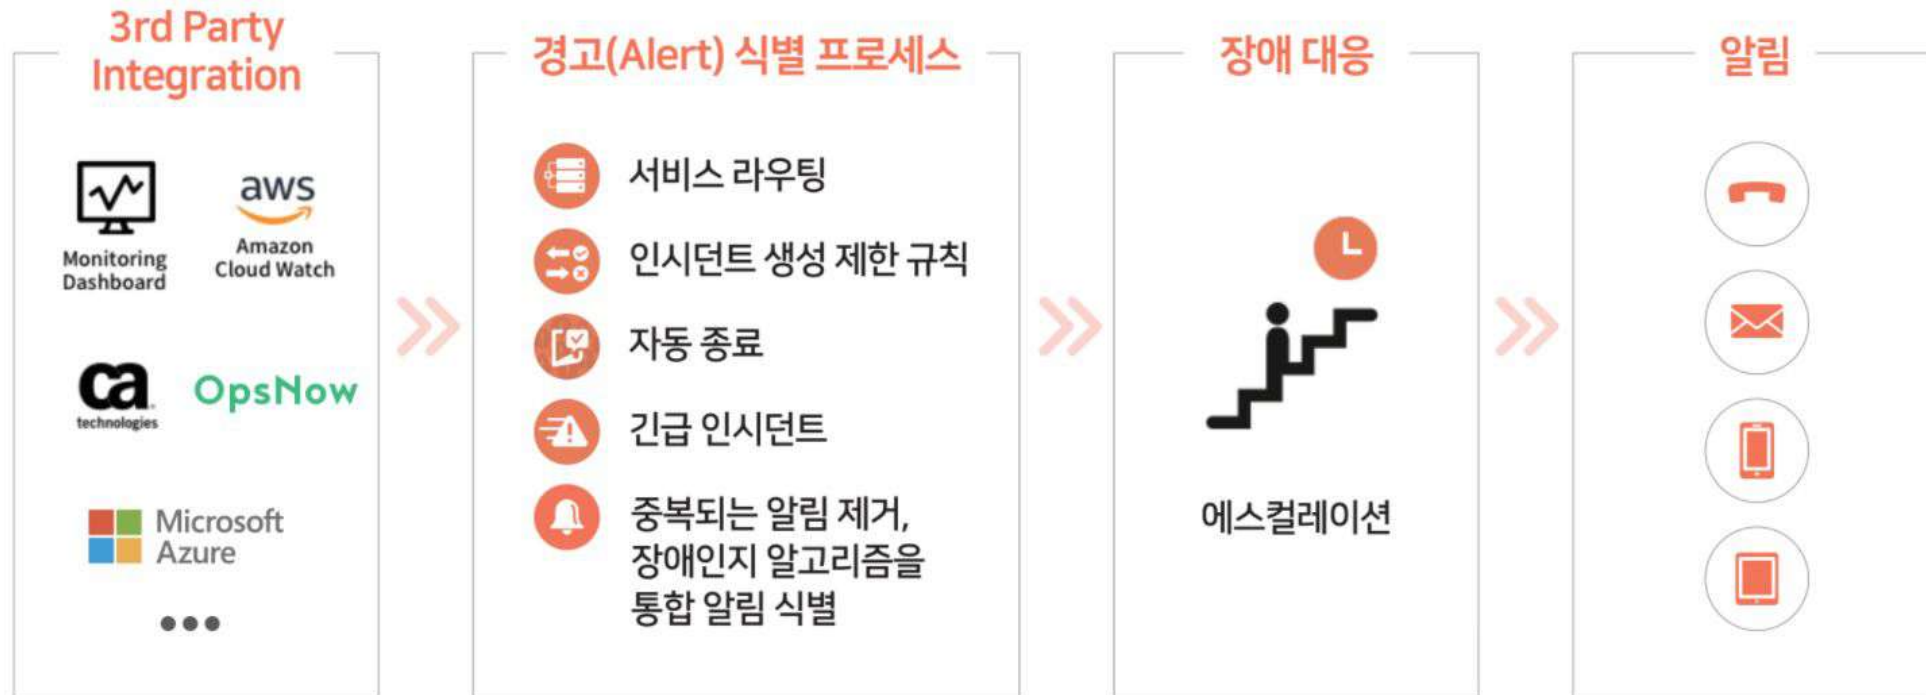 3rd Party
Integration
Monitoring
Dashboard
aws
Amazon
Cloud Watch
ca
technologies
OpsNow
Microsoft
Azure
경고(Alert) 식별 프로세스
서비스 라우팅
인시던트 생성 제한 규칙
자동 종료
긴급 인시던트
중복되는 알림 제거,
장애인지 알고리즘을
통합 알림 식별
장애 대응
에스컬레이션
알림